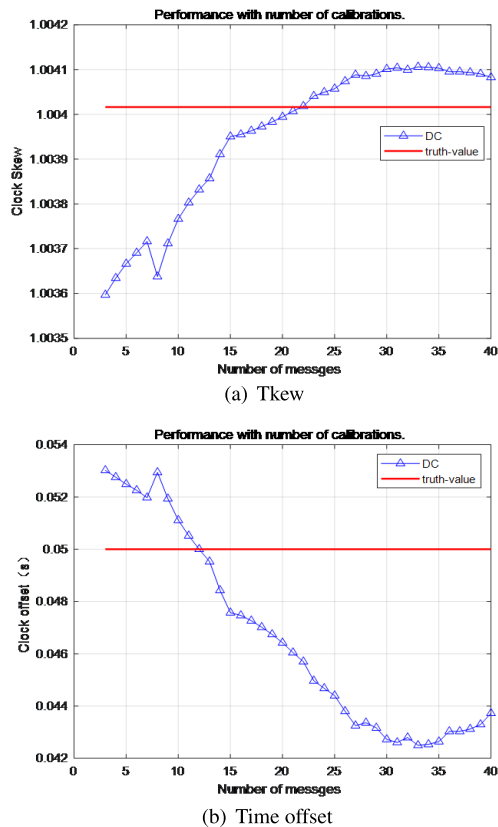 Performance with number of calibrations.
1.0042
1.0041
1.004
1.0039
1.0038
1.0037
1.0036
1.0035
Clock Skew
DC
truth-value
0 5 10 15 20 25 30 35 40
Number of messges
(a) Tkew
Performance with number of calibrations.
0.054
0.052
0.05
0.048
0.046
0.044
0.042
Clock offset（s）
DC
truth-value
0 5 10 15 20 25 30 35 40
Number of messges
(b) Time offset